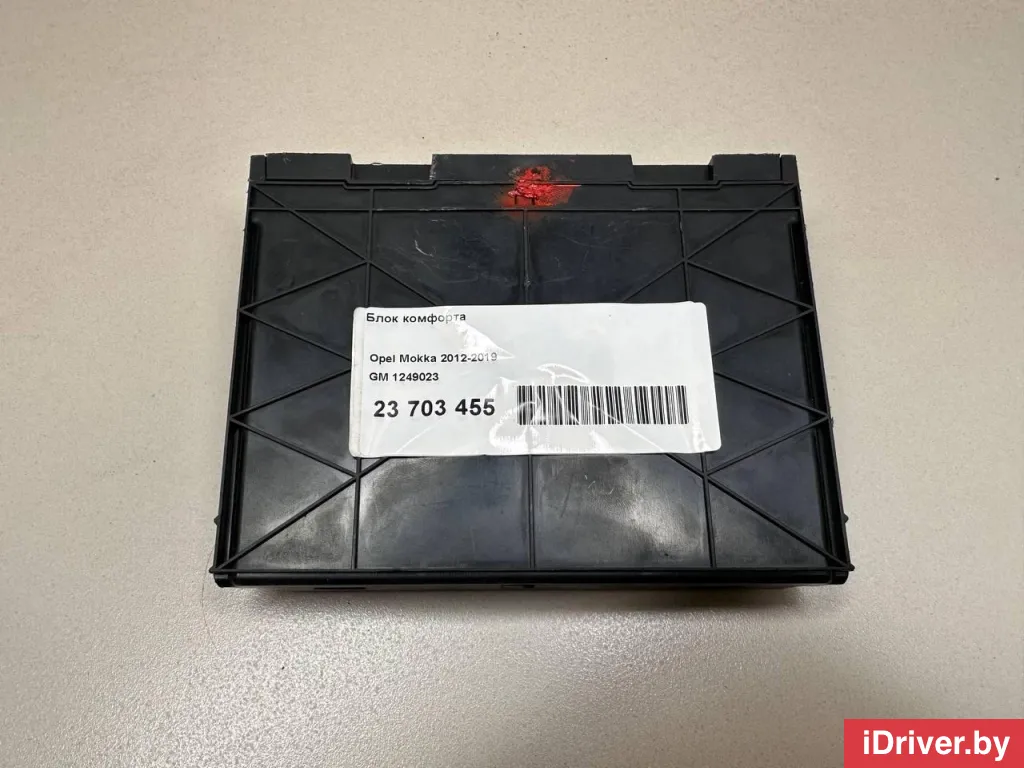 Блок комфорта
Opel Mokka 2012-2019
GM 1249023
23 703 455
iDriver.by